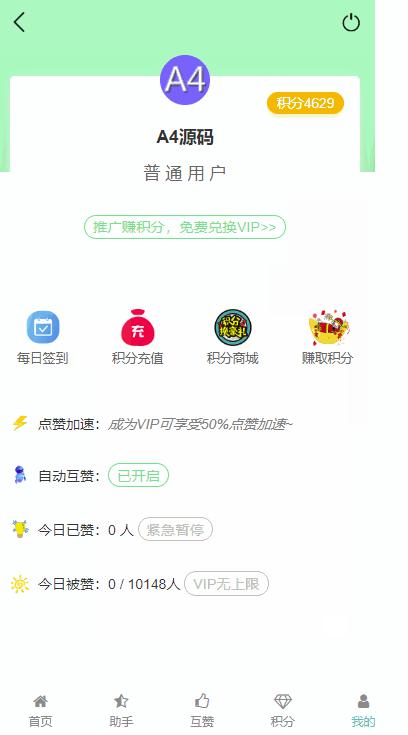 A4
积分4629
A4源码
普通用户
推广赚积分，免费兑换VIP>>
充
积分
换豪礼
每日签到
积分充值
积分商城
赚取积分
点赞加速：成为VIP可享受50%点赞加速~
自动互赞：已开启
今日已赞：0 人 紧急暂停
今日被赞：0 / 10148人 VIP无上限
首页
助手
互赞
积分
我的